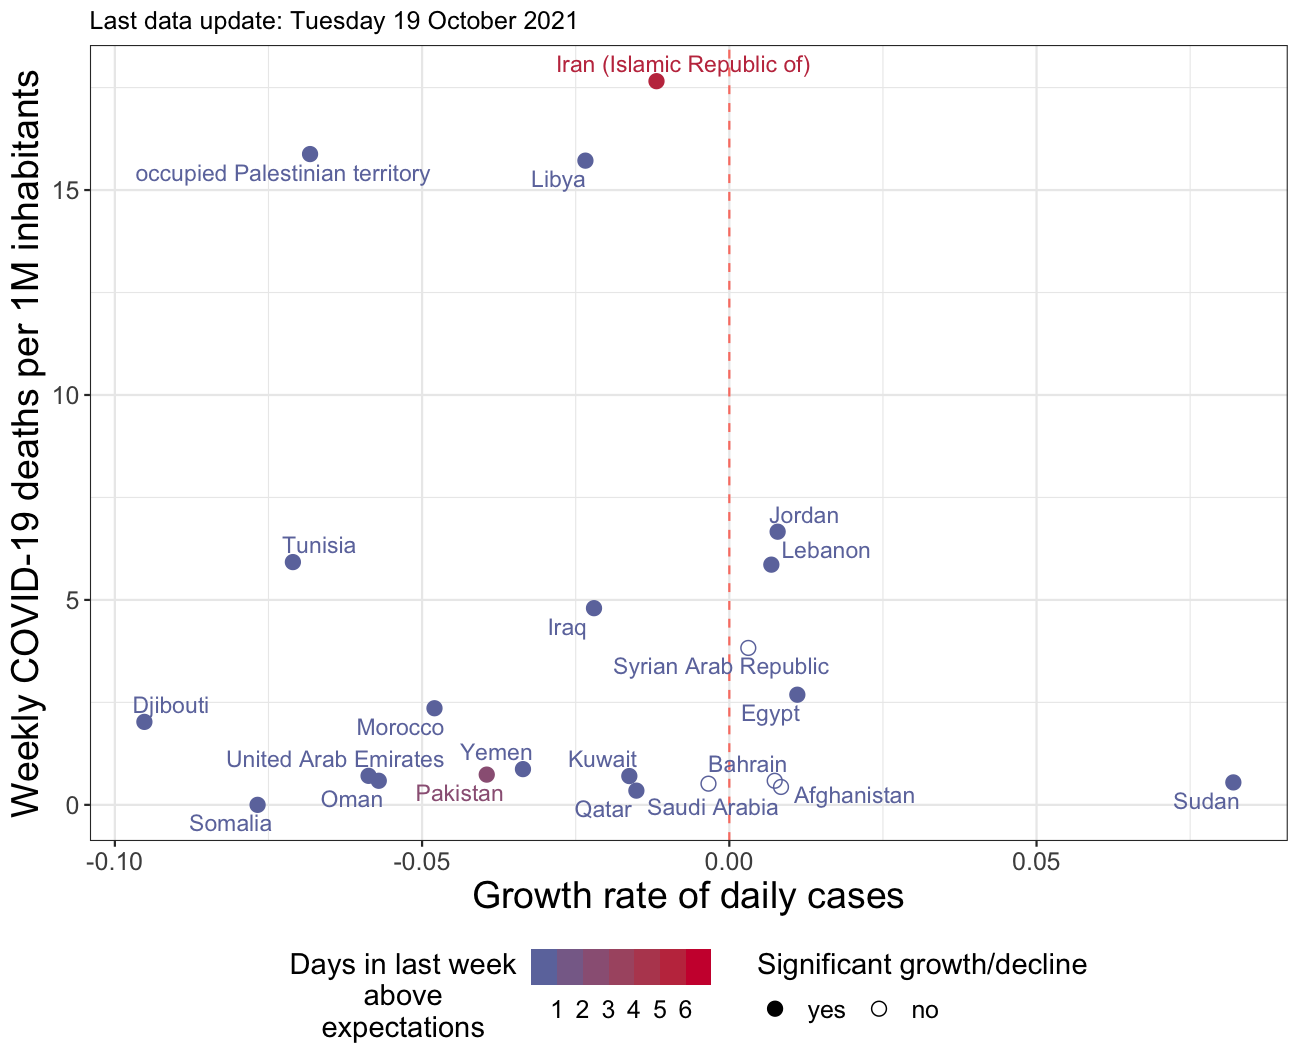 Last data update: Tuesday 19 October 2021
Weekly COVID-19 deaths per 1M inhabitants
Iran (Islamic Republic of)
occupied Palestinian territory
Libya
15
10
Jordan
Tunisia
Lebanon
5
Iraq
Syrian Arab Republic
Djibouti
Egypt
Morocco
Yemen
United Arab Emirates
Kuwait
Bahrain
Pakistan
Afghanistan
Oman
Sudan
0
Qatar
Saudi Arabia
Somalia
-0.10
-0.05
0.00
0.05
Growth rate of daily cases
Days in last week
above
expectations
1 2 3 4 5 6
Significant growth/decline
yes
no